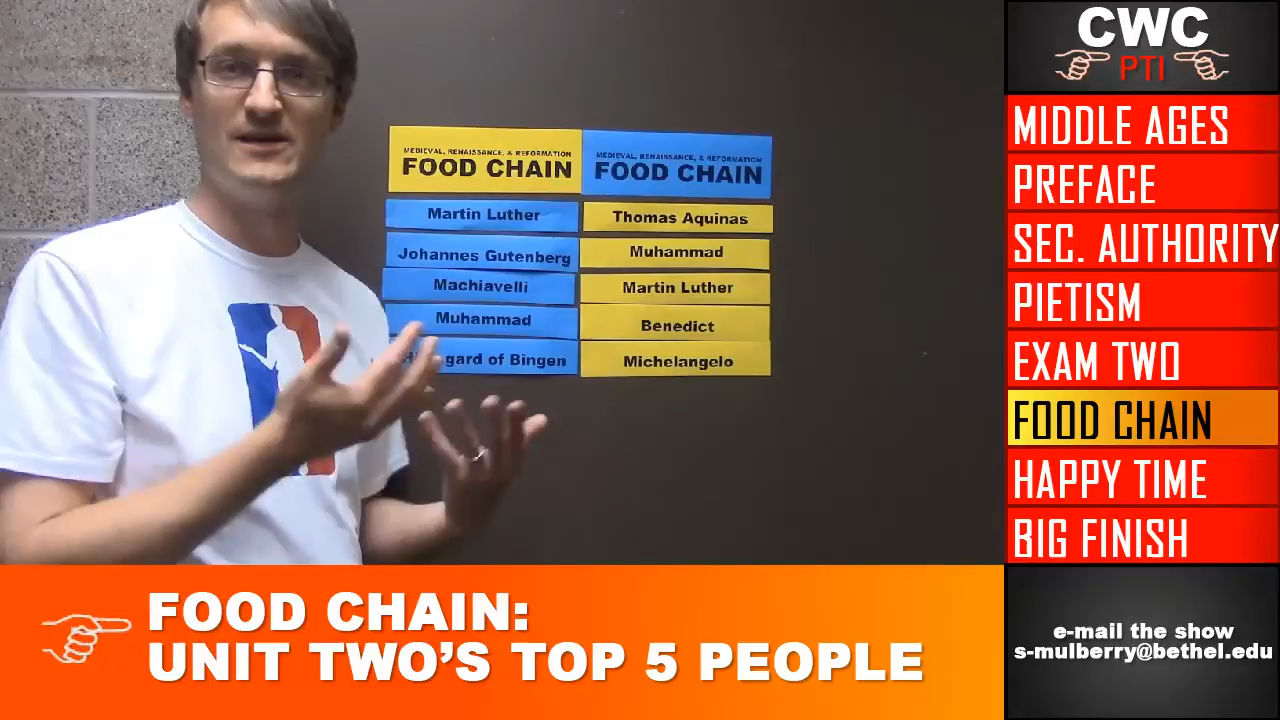 MEDIEVAL, RENAISSANCE, & REFORMATION
FOOD CHAIN
Martin Luther
Johannes Gutenberg
Machiavelli
Muhammad
gard of Bingen
MEDIEVAL, RENAISSANCE, & REFORMATION
FOOD CHAIN
Thomas Aquinas
Muhammad
Martin Luther
Benedict
Michelangelo
CWC
PTI
MIDDLE AGES
PREFACE
SEC. AUTHORITY
PIETISM
EXAM TWO
FOOD CHAIN
HAPPY TIME
BIG FINISH
e-mail the show
s-mulberry@bethel.edu
FOOD CHAIN:
UNIT TWO'S TOP 5 PEOPLE